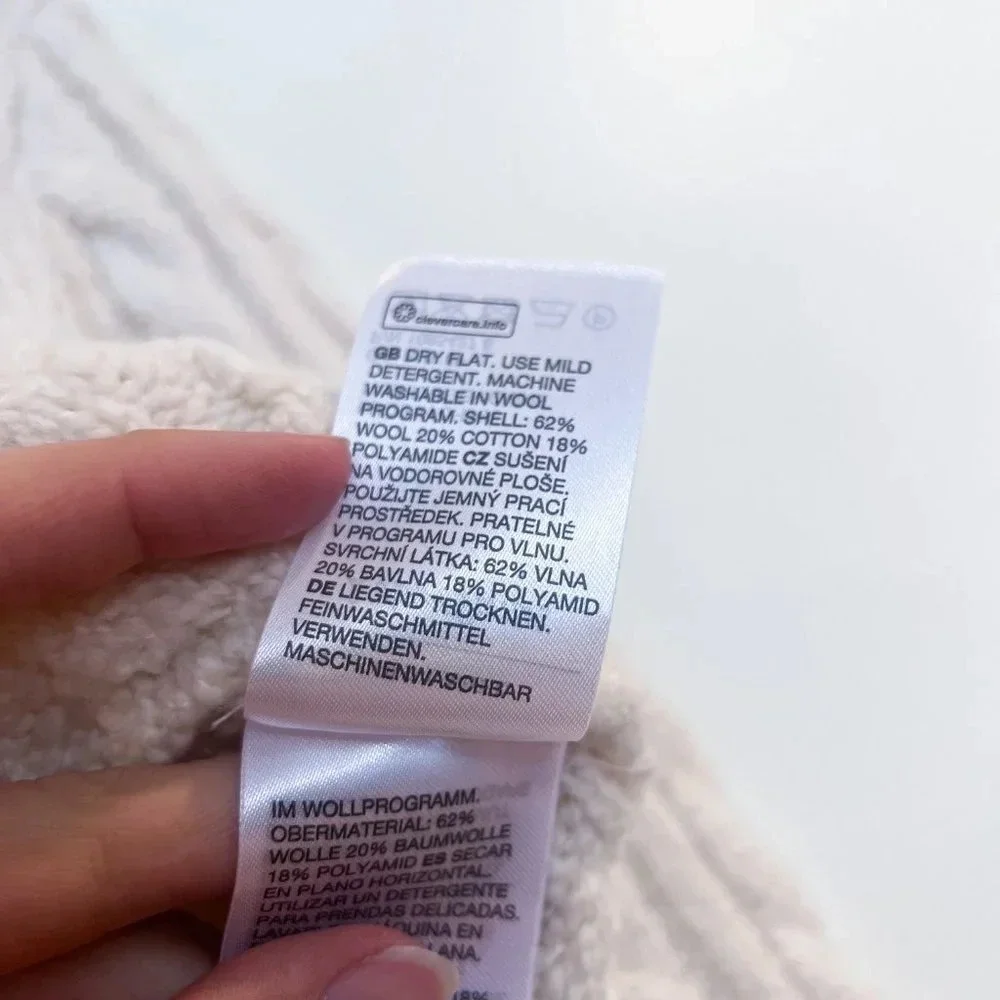 clevercare.info
GB DRY FLAT. USE MILD
DETERGENT. MACHINE
WASHABLE IN WOOL
PROGRAM. SHELL: 62%
WOOL 20% COTTON 18%
POLYAMIDE CZ SUŠENÍ
NA VODOROVNÉ PLOŠE.
POUŽIJTE JEMNÝ PRACÍ
PROSTŘEDEK. PRATELNÉ
V PROGRAMU PRO VLNU.
SVRCHNÍ LÁTKA: 62% VLNA
20% BAVLNA 18% POLYAMID
DE LIEGEND TROCKNEN.
FEINWASCHMITTEL
VERWENDEN.
MASCHINENWASCHBAR
IM WOLLPROGRAMM.
OBERMATERIAL: 62%
WOLLE 20% BAUMWOLLE
18% POLYAMID ES SECAR
EN PLANO HORIZONTAL.
UTILIZAR UN DETERGENTE
PARA PRENDAS DELICADAS.
EN
18%